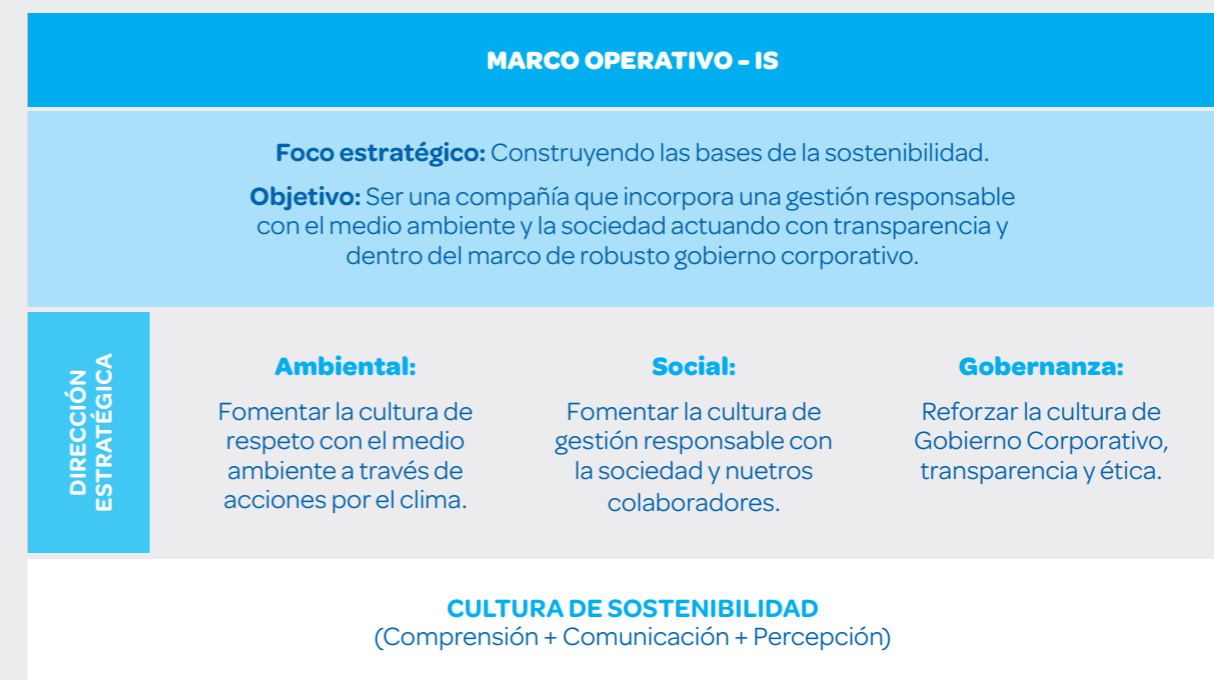 MARCO OPERATIVO – IS
Foco estratégico: Construyendo las bases de la sostenibilidad.
Objetivo: Ser una compañía que incorpora una gestión responsable
con el medio ambiente y la sociedad actuando con transparencia y
dentro del marco de robusto gobierno corporativo.
DIRECCIÓN
ESTRATÉGICA
Ambiental:
Fomentar la cultura de
respeto con el medio
ambiente a través de
acciones por el clima.
Social:
Fomentar la cultura de
gestión responsable con
la sociedad y nuetros
colaboradores.
Gobernanza:
Reforzar la cultura de
Gobierno Corporativo,
transparencia y ética.
CULTURA DE SOSTENIBILIDAD
(Comprensión + Comunicación + Percepción)